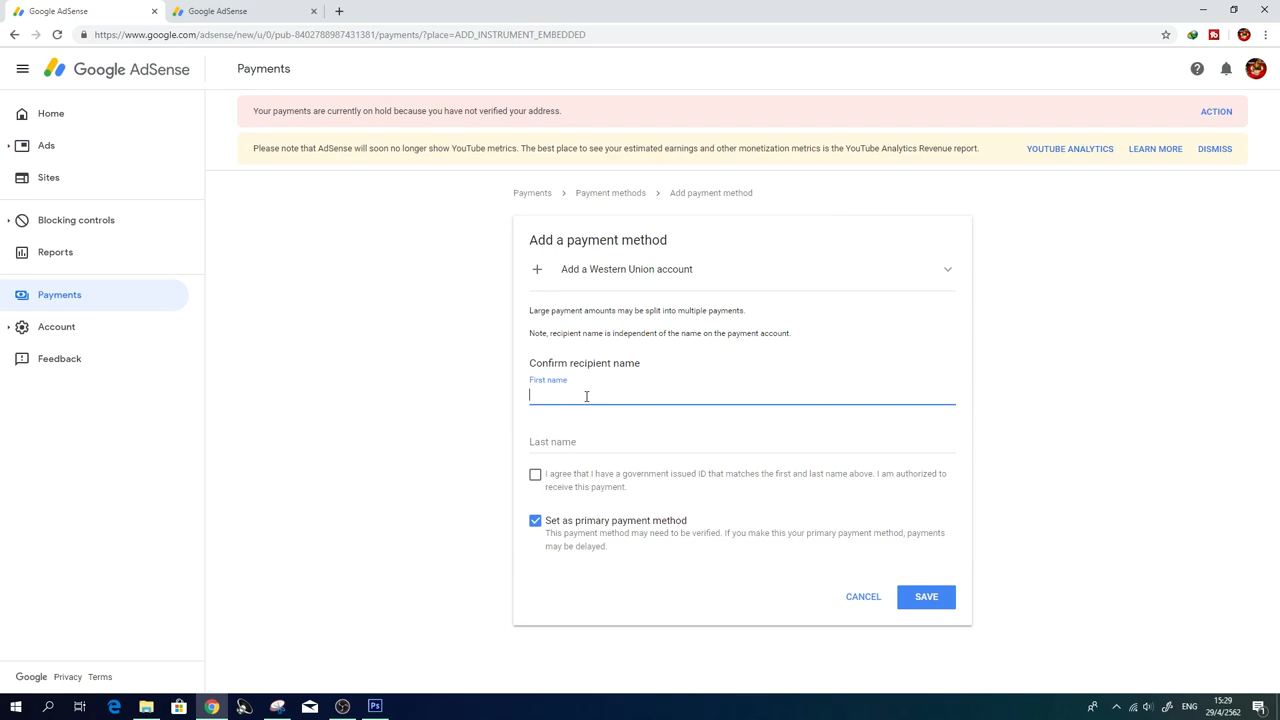 Google AdSense
Google AdSense
https://www.google.com/adsense/new/u/0/pub-8402788987431381/payments/?place=ADD_INSTRUMENT_EMBEDDED
Google AdSense
Payments
Home
Ads
Sites
Blocking controls
Reports
Payments
Account
Feedback
Your payments are currently on hold because you have not verified your address.
ACTION
Please note that AdSense will soon no longer show YouTube metrics. The best place to see your estimated earnings and other monetization metrics is the YouTube Analytics Revenue report.
YOUTUBE ANALYTICS
LEARN MORE
DISMISS
Payments > Payment methods > Add payment method
Add a payment method
Add a Western Union account
Large payment amounts may be split into multiple payments.
Note, recipient name is independent of the name on the payment account.
Confirm recipient name
First name
Last name
I agree that I have a government issued ID that matches the first and last name above. I am authorized to
receive this payment.
Set as primary payment method
This payment method may need to be verified. If you make this your primary payment method, payments
may be delayed.
CANCEL
SAVE
Google Privacy Terms
ENG
15:29
29/4/2562